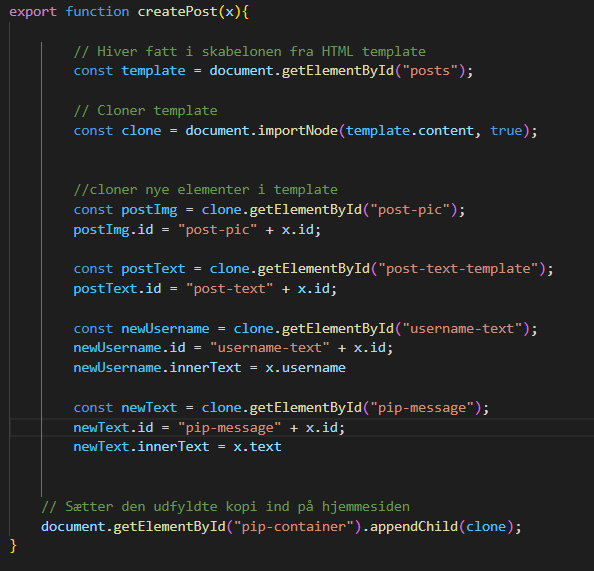 export function createPost(x){
// Hiver fatt i skabelonen fra HTML template
const template = document.getElementById("posts");
// Cloner template
const clone = document.importNode(template.content, true);
//cloner nye elementer i template
const postImg = clone.getElementById("post-pic");
postImg.id = "post-pic" + x.id;
const postText = clone.getElementById("post-text-template");
postText.id = "post-text" + x.id;
const newUsername = clone.getElementById("username-text");
newUsername.id = "username-text" + x.id;
newUsername.innerText = x.username
const newText = clone.getElementById("pip-message");
newText.id = "pip-message" + x.id;
newText.innerText = x.text
// Sætter den udfyldte kopi ind på hjemmesiden
document.getElementById("pip-container").appendChild(clone);
}